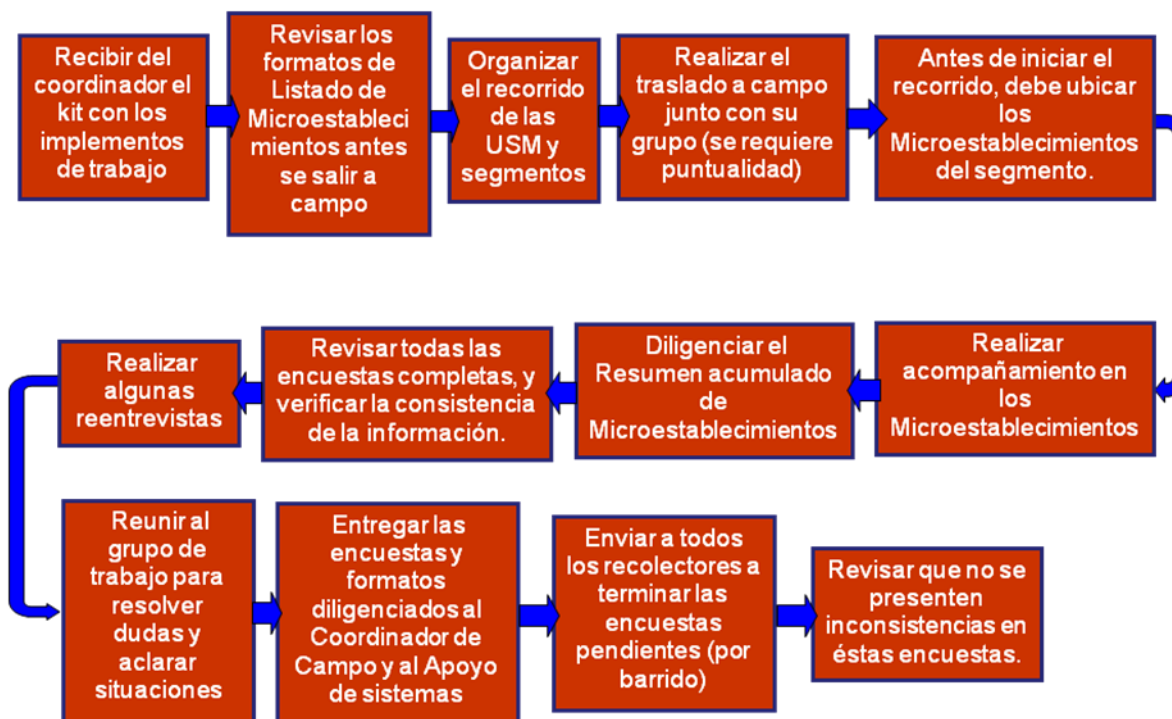 Recibir del
coordinador el
kit con los
implementos
de trabajo
Revisar los
formatos de
Listado de
Microestableci
mientos antes
se salir a
campo
Organizar
el recorrido
de las
USM y
segmentos
Realizar el
traslado a campo
junto con su
grupo (se requiere
puntualidad)
Antes de iniciar el
recorrido, debe ubicar
los
Microestablecimientos
del segmento.
Realizar
acompañamiento en
los
Microestablecimientos
Diligenciar el
Resumen acumulado
de
Microestablecimientos
Revisar todas las
encuestas completas, y
verificar la consistencia
de la información.
Realizar
algunas
reentrevistas
Reunir al
grupo de
trabajo para
resolver
dudas y
aclarar
situaciones
Entregar las
encuestas y
formatos
diligenciados al
Coordinador de
Campo y al Apoyo
de sistemas
Enviar a todos
los recolectores a
terminar las
encuestas
pendientes (por
barrido)
Revisar que no se
presenten
inconsistencias en
éstas encuestas.